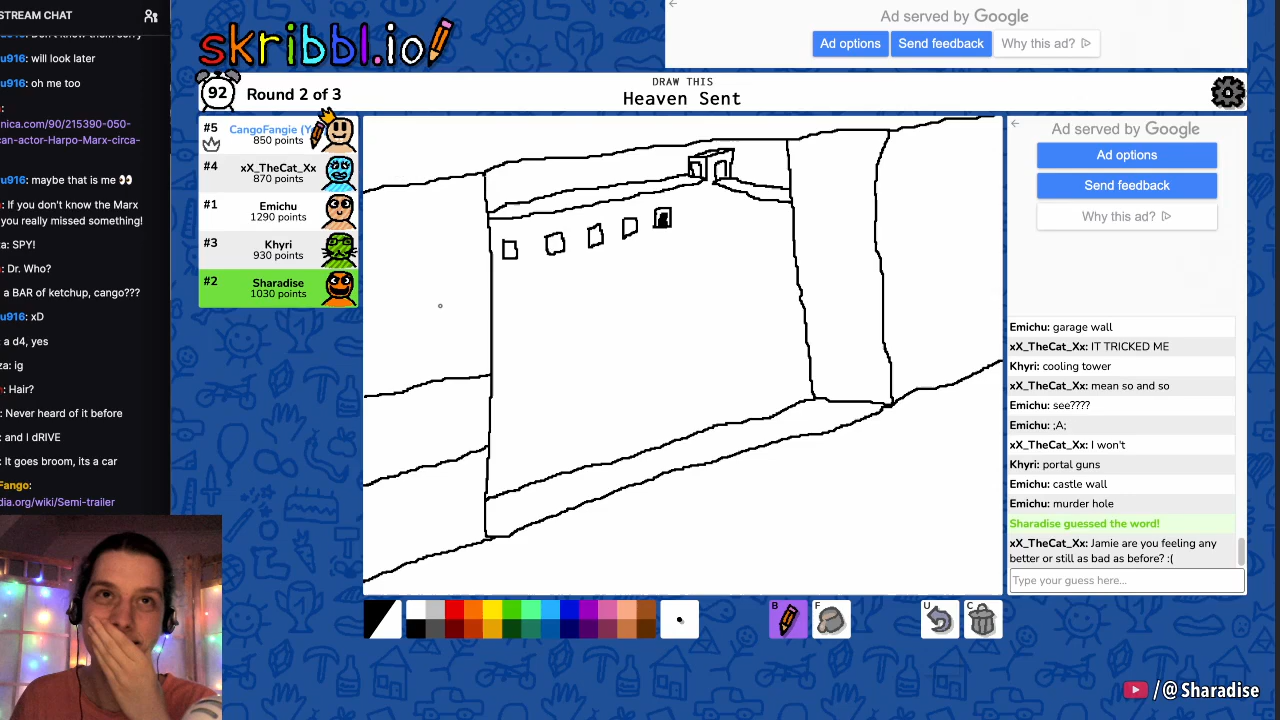 STREAM CHAT
u916: will look later
u916: oh me too
nica.com/90/215390-050-
can-actor-Harpo-Marx-circa-
u916: maybe that is me 👀
: If you don't know the Marx
you really missed something!
a: SPY!
: Dr. Who?
a BAR of ketchup, cango???
u916: xD
a d4, yes
za: ig
: Hair?
: Never heard of it before
: and I dRIVE
: It goes broom, its a car
Fango:
dia.org/wiki/Semi-trailer
skribbl.io
92
Round 2 of 3
DRAW THIS
Heaven Sent
Ad served by Google
Ad options
Send feedback
Why this ad?
#5
CangoFangie (Y
850 points
#4
xX_TheCat_Xx
870 points
#1
Emichu
1290 points
#3
Khyri
930 points
#2
Sharadise
1030 points
Ad served by Google
Ad options
Send feedback
Why this ad?
Emichu: garage wall
xX_TheCat_Xx: IT TRICKED ME
Khyri: cooling tower
xX_TheCat_Xx: mean so and so
Emichu: see????
Emichu: ;A;
xX_TheCat_Xx: I won't
Khyri: portal guns
Emichu: castle wall
Emichu: murder hole
Sharadise guessed the word!
xX_TheCat_Xx: Jamie are you feeling any
better or still as bad as before? :(
Type your guess here...
B
F
U
C
/@Sharadise